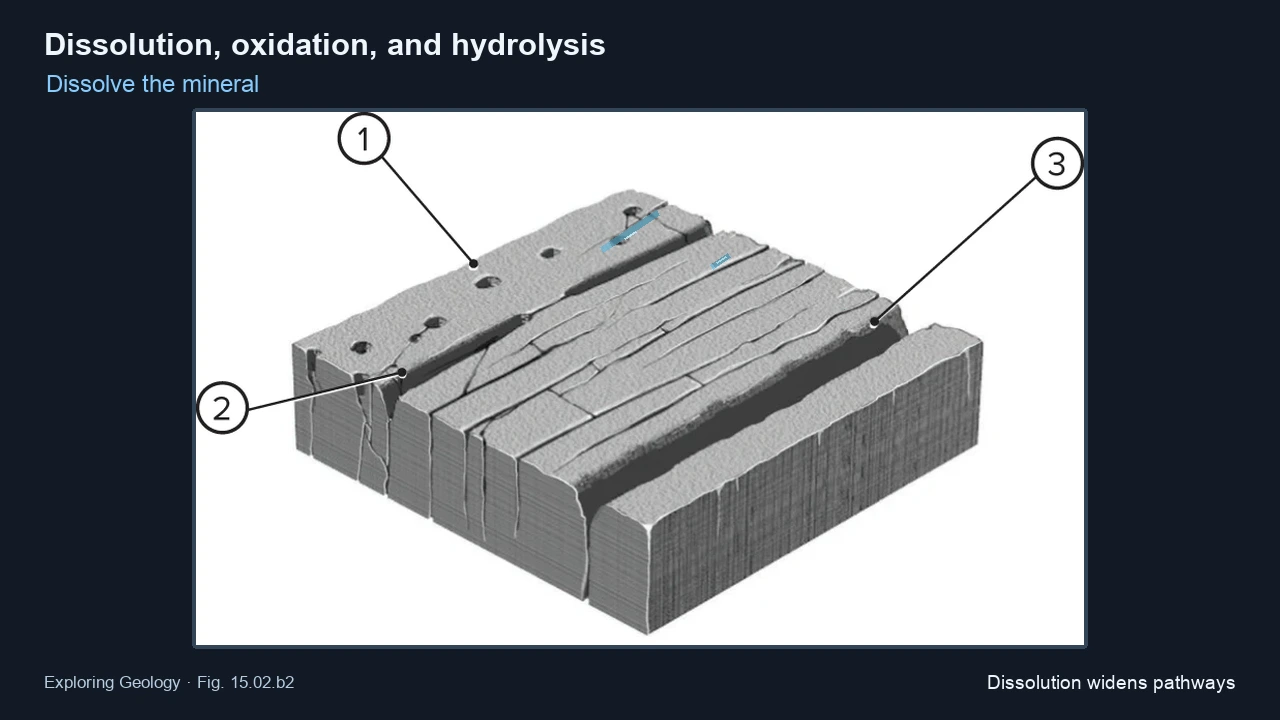 Dissolution, oxidation, and hydrolysis
Dissolve the mineral
1
3
2
Exploring Geology · Fig. 15.02.b2
Dissolution widens pathways